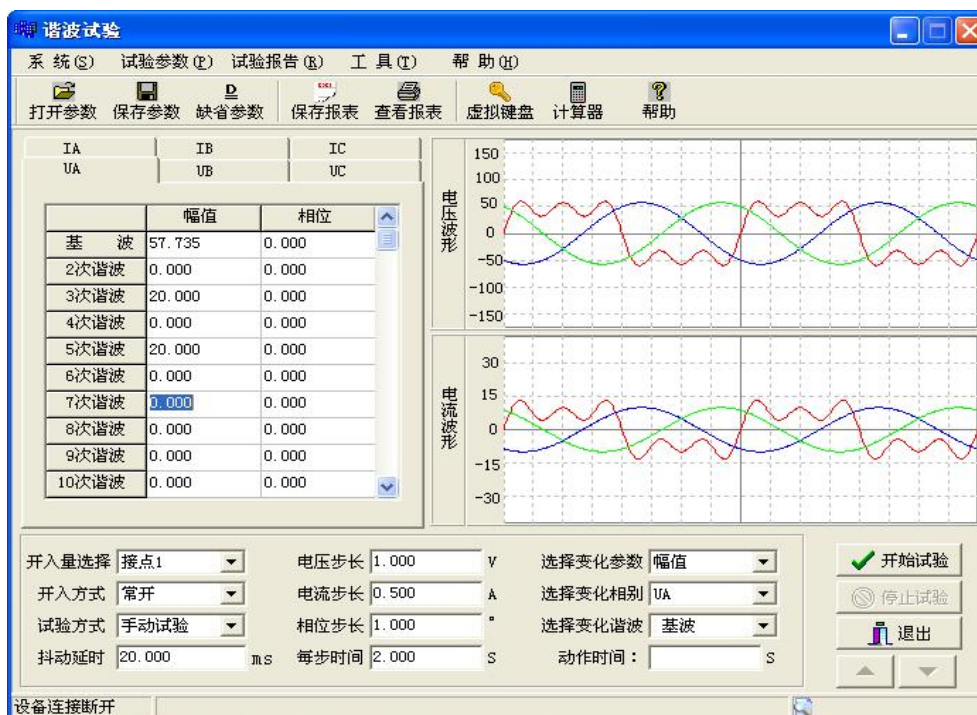 谐波试验
系 统(S) 试验参数(P) 试验报告(R) 工 具(T) 帮 助(H)
打开参数 保存参数 缺省参数 保存报表 查看报表 虚拟键盘 计算器 帮助
IA IB IC
UA UB UC
幅值 相位
基 波 57.735 0.000
2次谐波 0.000 0.000
3次谐波 20.000 0.000
4次谐波 0.000 0.000
5次谐波 20.000 0.000
6次谐波 0.000 0.000
7次谐波 0.000 0.000
8次谐波 0.000 0.000
9次谐波 0.000 0.000
10次谐波 0.000 0.000
电压波形
150
100
50
0
-50
-100
-150
电流波形
30
15
0
-15
-30
开入量选择 接点1 电压步长 1.000 V 选择变化参数 幅值
开入方式 常开 电流步长 0.500 A 选择变化相别 UA
试验方式 手动试验 相位步长 1.000 ° 选择变化谐波 基波
抖动延时 20.000 ms 每步时间 2.000 S 动作时间： S
开始试验
停止试验
退出
设备连接断开